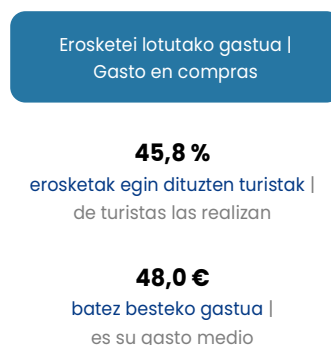 Erosketei lotutako gastua |
Gasto en compras
45,8 %
erosketak egin dituzten turistak |
de turistas las realizan
48,0 €
batez besteko gastua |
es su gasto medio